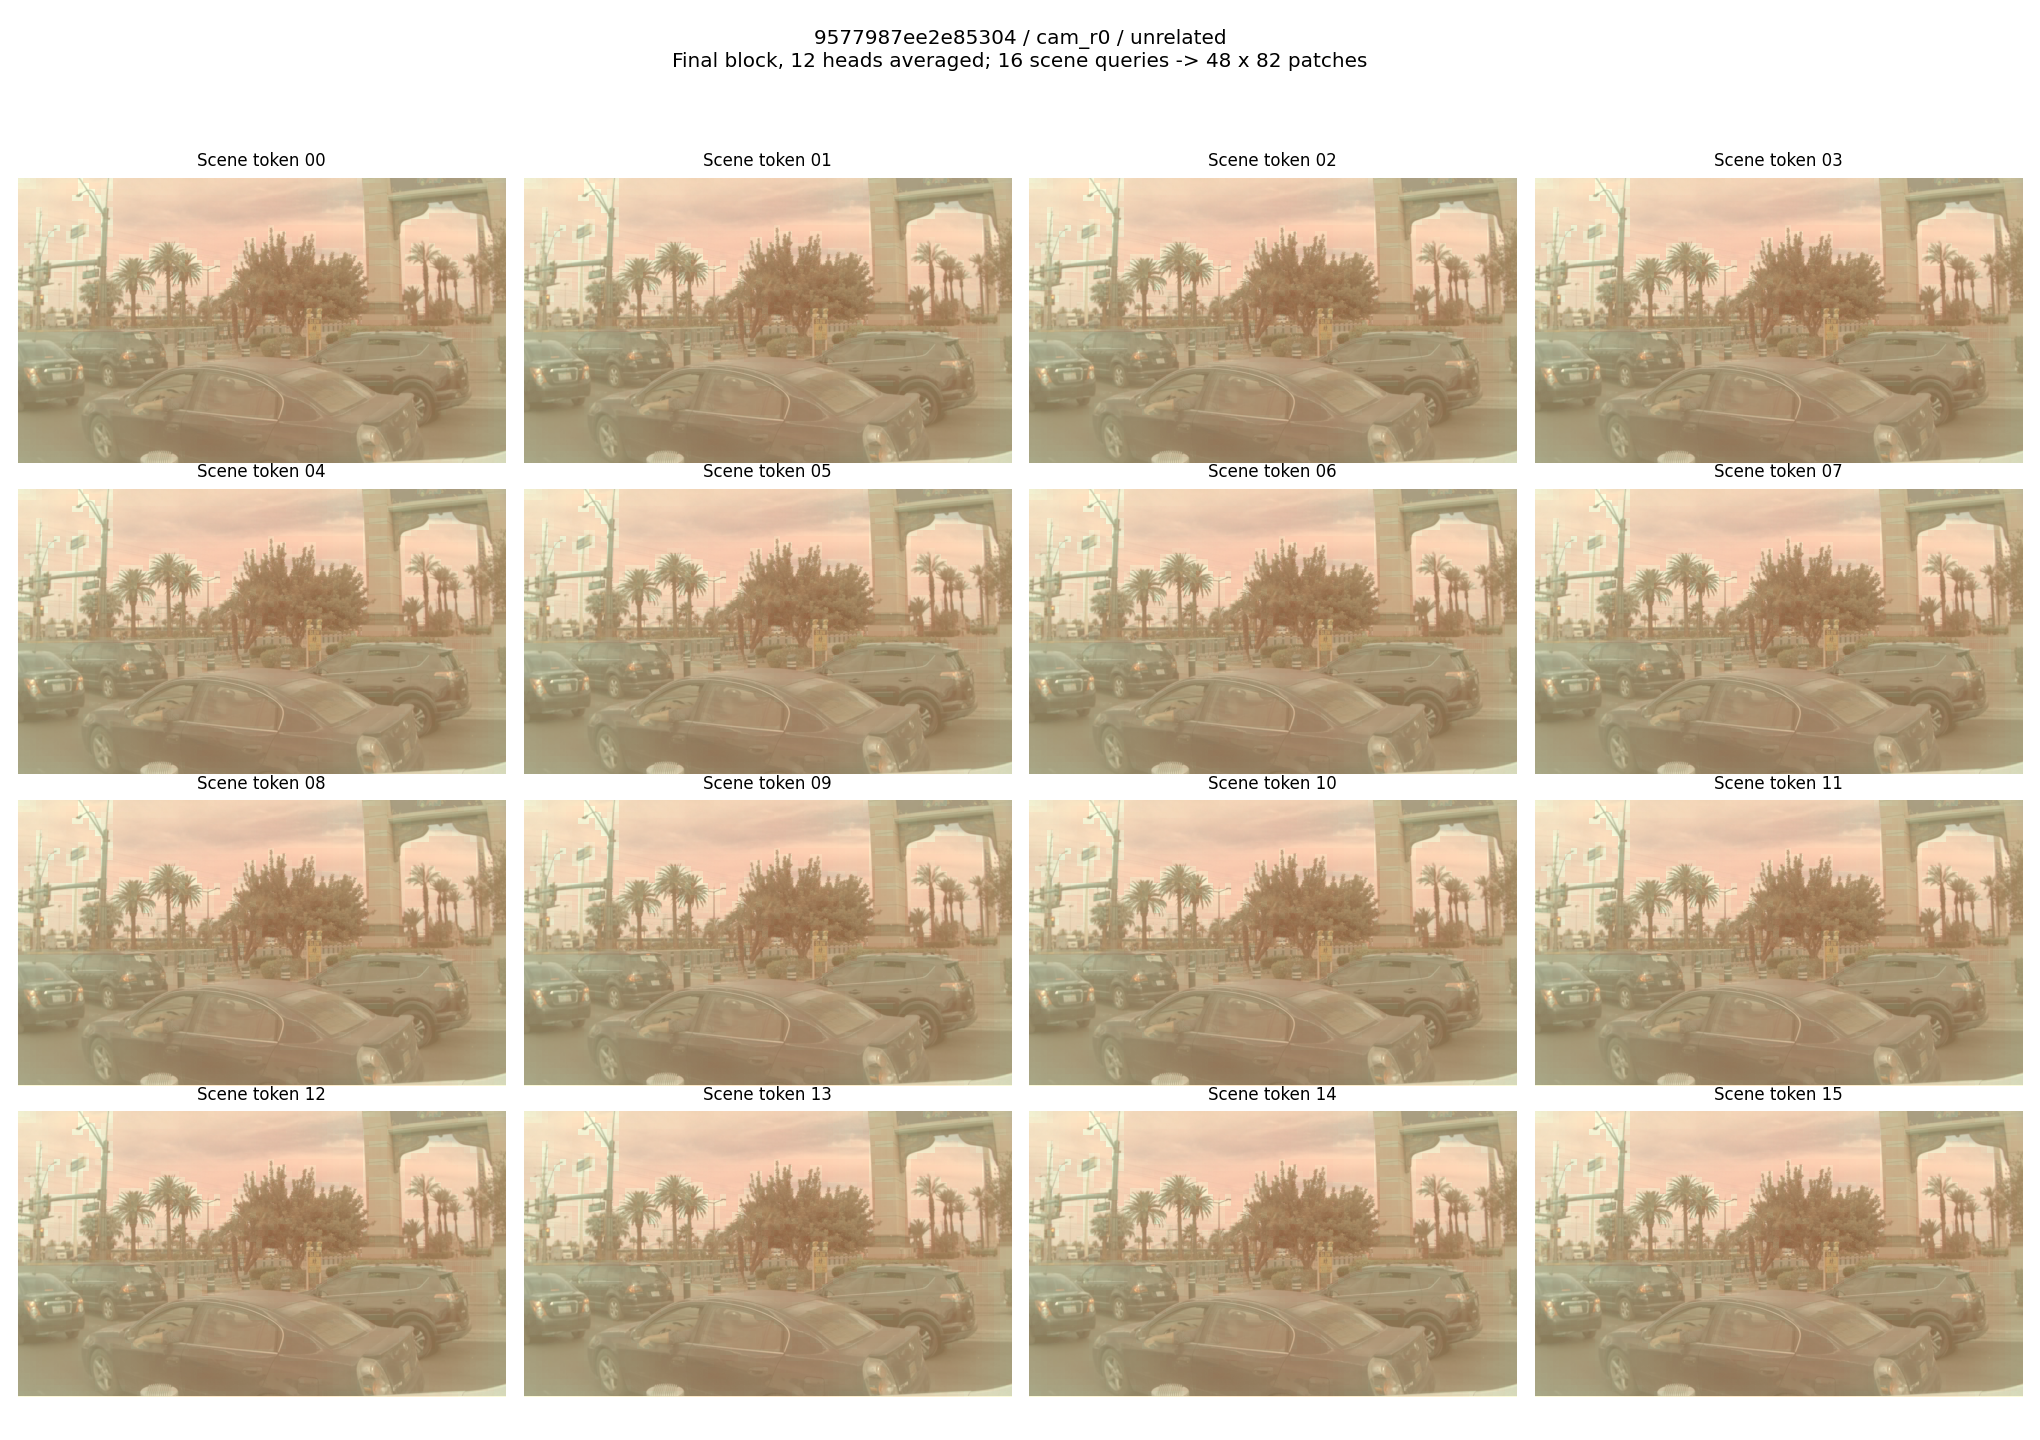 9577987ee2e85304 / cam_r0 / unrelated
Final block, 12 heads averaged; 16 scene queries -> 48 x 82 patches
Scene token 00
Scene token 01
Scene token 02
Scene token 03
Scene token 04
Scene token 05
Scene token 06
Scene token 07
Scene token 08
Scene token 09
Scene token 10
Scene token 11
Scene token 12
Scene token 13
Scene token 14
Scene token 15